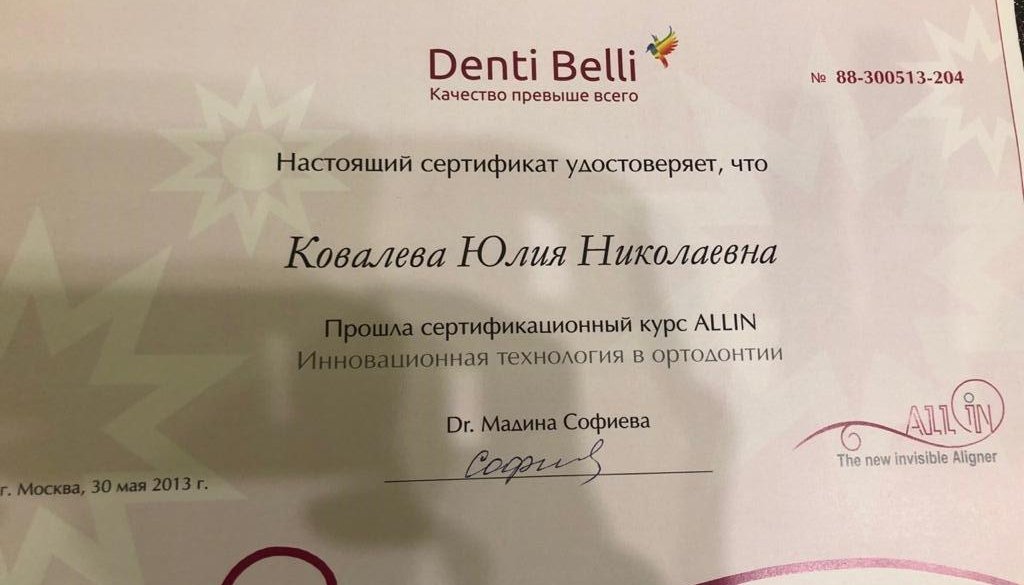 Denti Belli
Качество превыше всего
№ 88-300513-204
Настоящий сертификат удостоверяет, что
Ковалева Юлия Николаевна
Прошла сертификационный курс ALLIN
Инновационная технология в ортодонтии
Dr. Мадина Софиева
Софиева
ALL iN
The new invisible Aligner
г. Москва, 30 мая 2013 г.